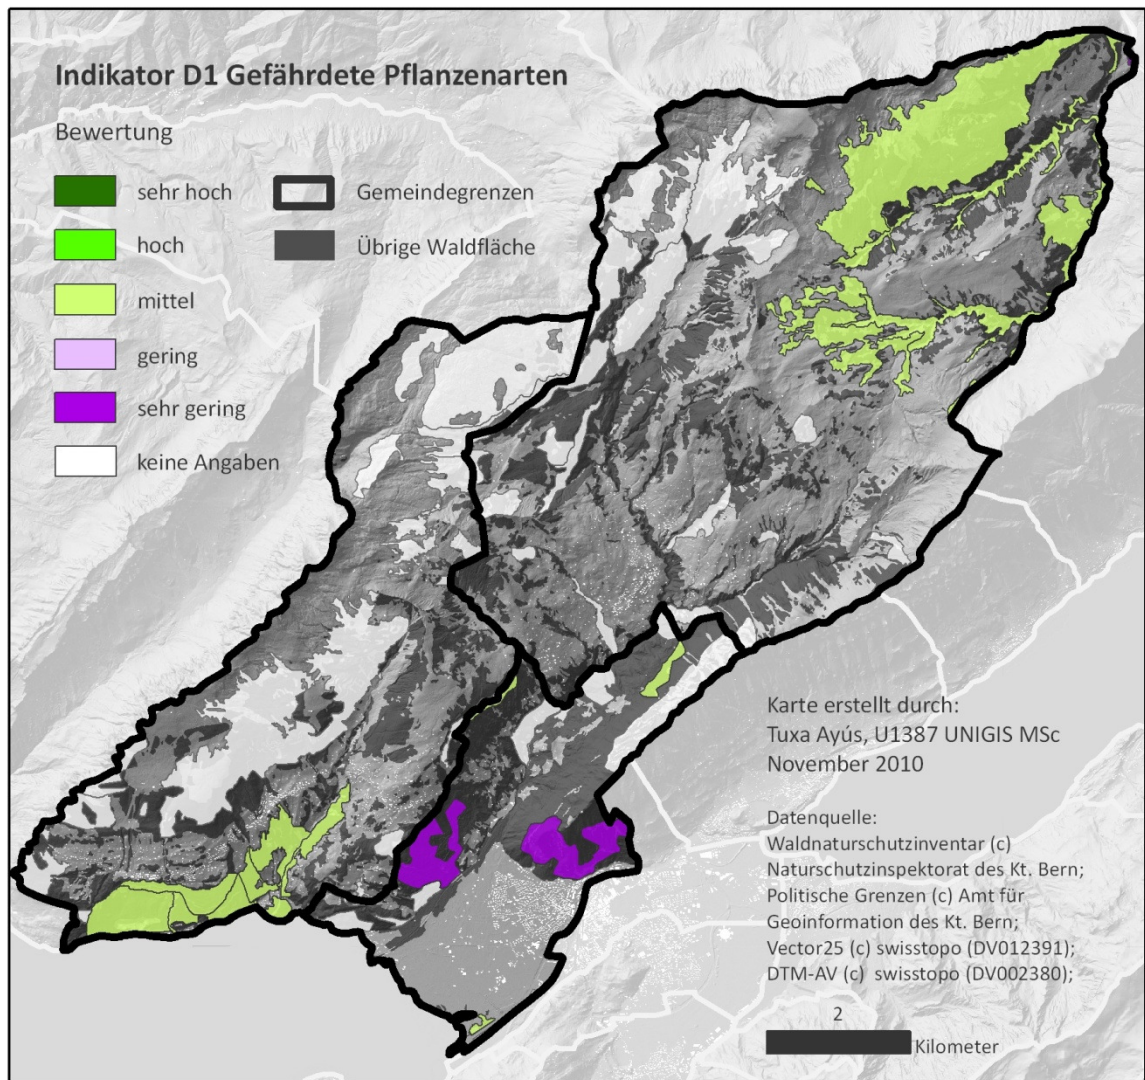 Indikator D1 Gefährdete Pflanzenarten
Bewertung
sehr hoch
hoch
mittel
gering
sehr gering
keine Angaben
Gemeindegrenzen
Übrige Waldfläche
Karte erstellt durch:
Tuxa Ayús, U1387 UNIGIS MSc
November 2010
Datenquelle:
Waldnaturschutzinventar (c)
Naturschutzinspektorat des Kt. Bern;
Politische Grenzen (c) Amt für
Geoinformation des Kt. Bern;
Vector25 (c) swisstopo (DV012391);
DTM-AV (c) swisstopo (DV002380);
2
Kilometer